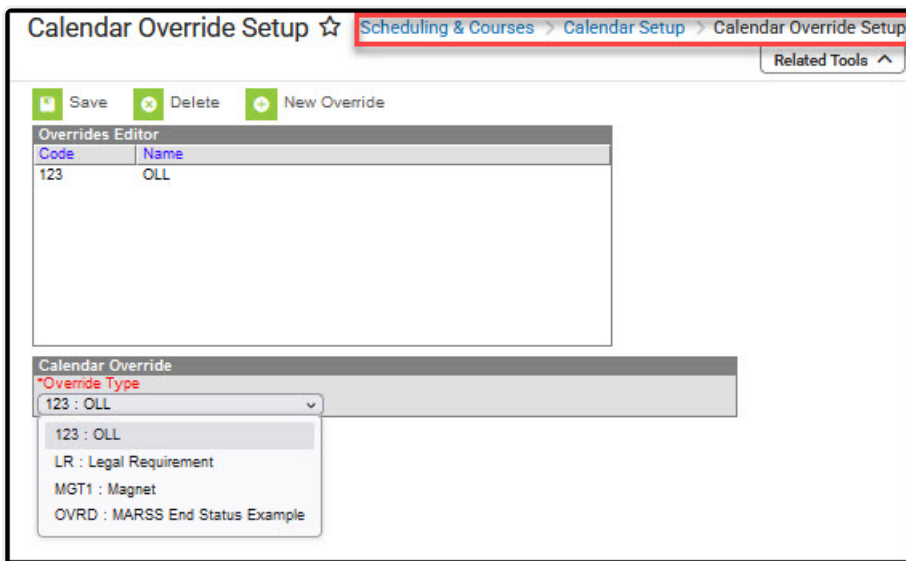 Calendar Override Setup ☆ Scheduling & Courses > Calendar Setup > Calendar Override Setup
Related Tools ^
Save Delete New Override
Overrides Editor
Code Name
123 OLL
Calendar Override
*Override Type
123 : OLL
123 : OLL
LR : Legal Requirement
MGT1 : Magnet
OVRD : MARSS End Status Example